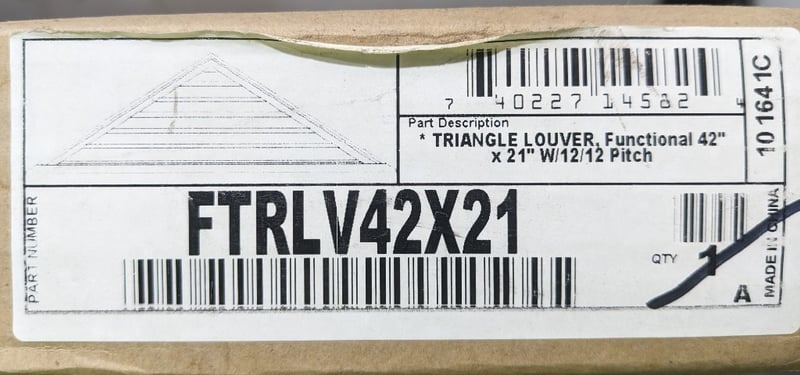 7 40227 14582 4
Part Description
* TRIANGLE LOUVER, Functional 42"
x 21" W/12/12 Pitch
10 1641C
PART NUMBER
FTRLV42X21
QTY 1
A
MADE IN CHINA